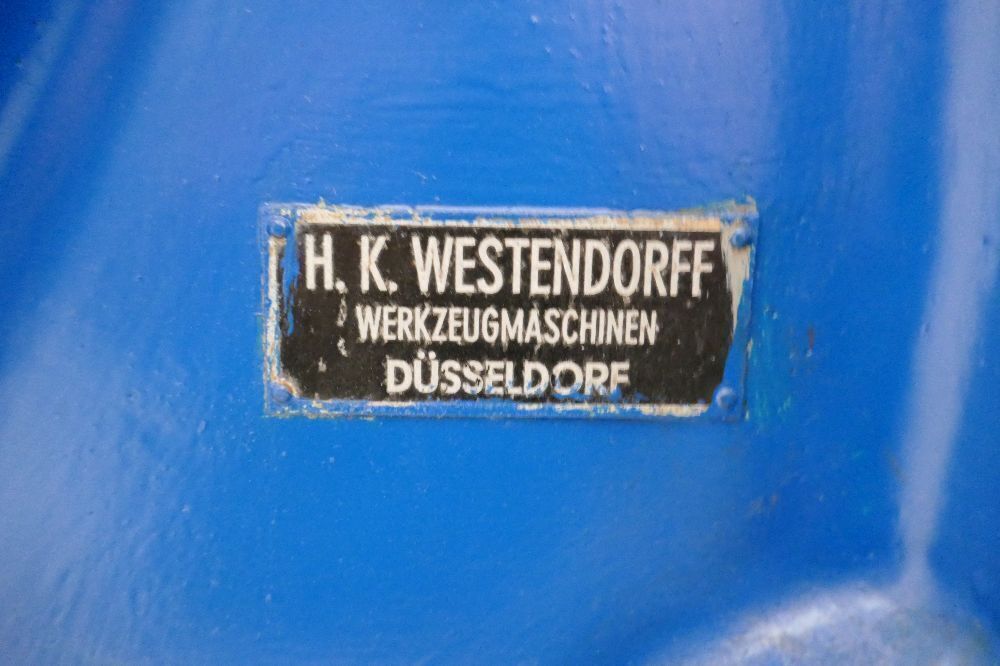 H. K. WESTENDORFF
WERKZEUGMASCHINEN
DÜSSELDORF